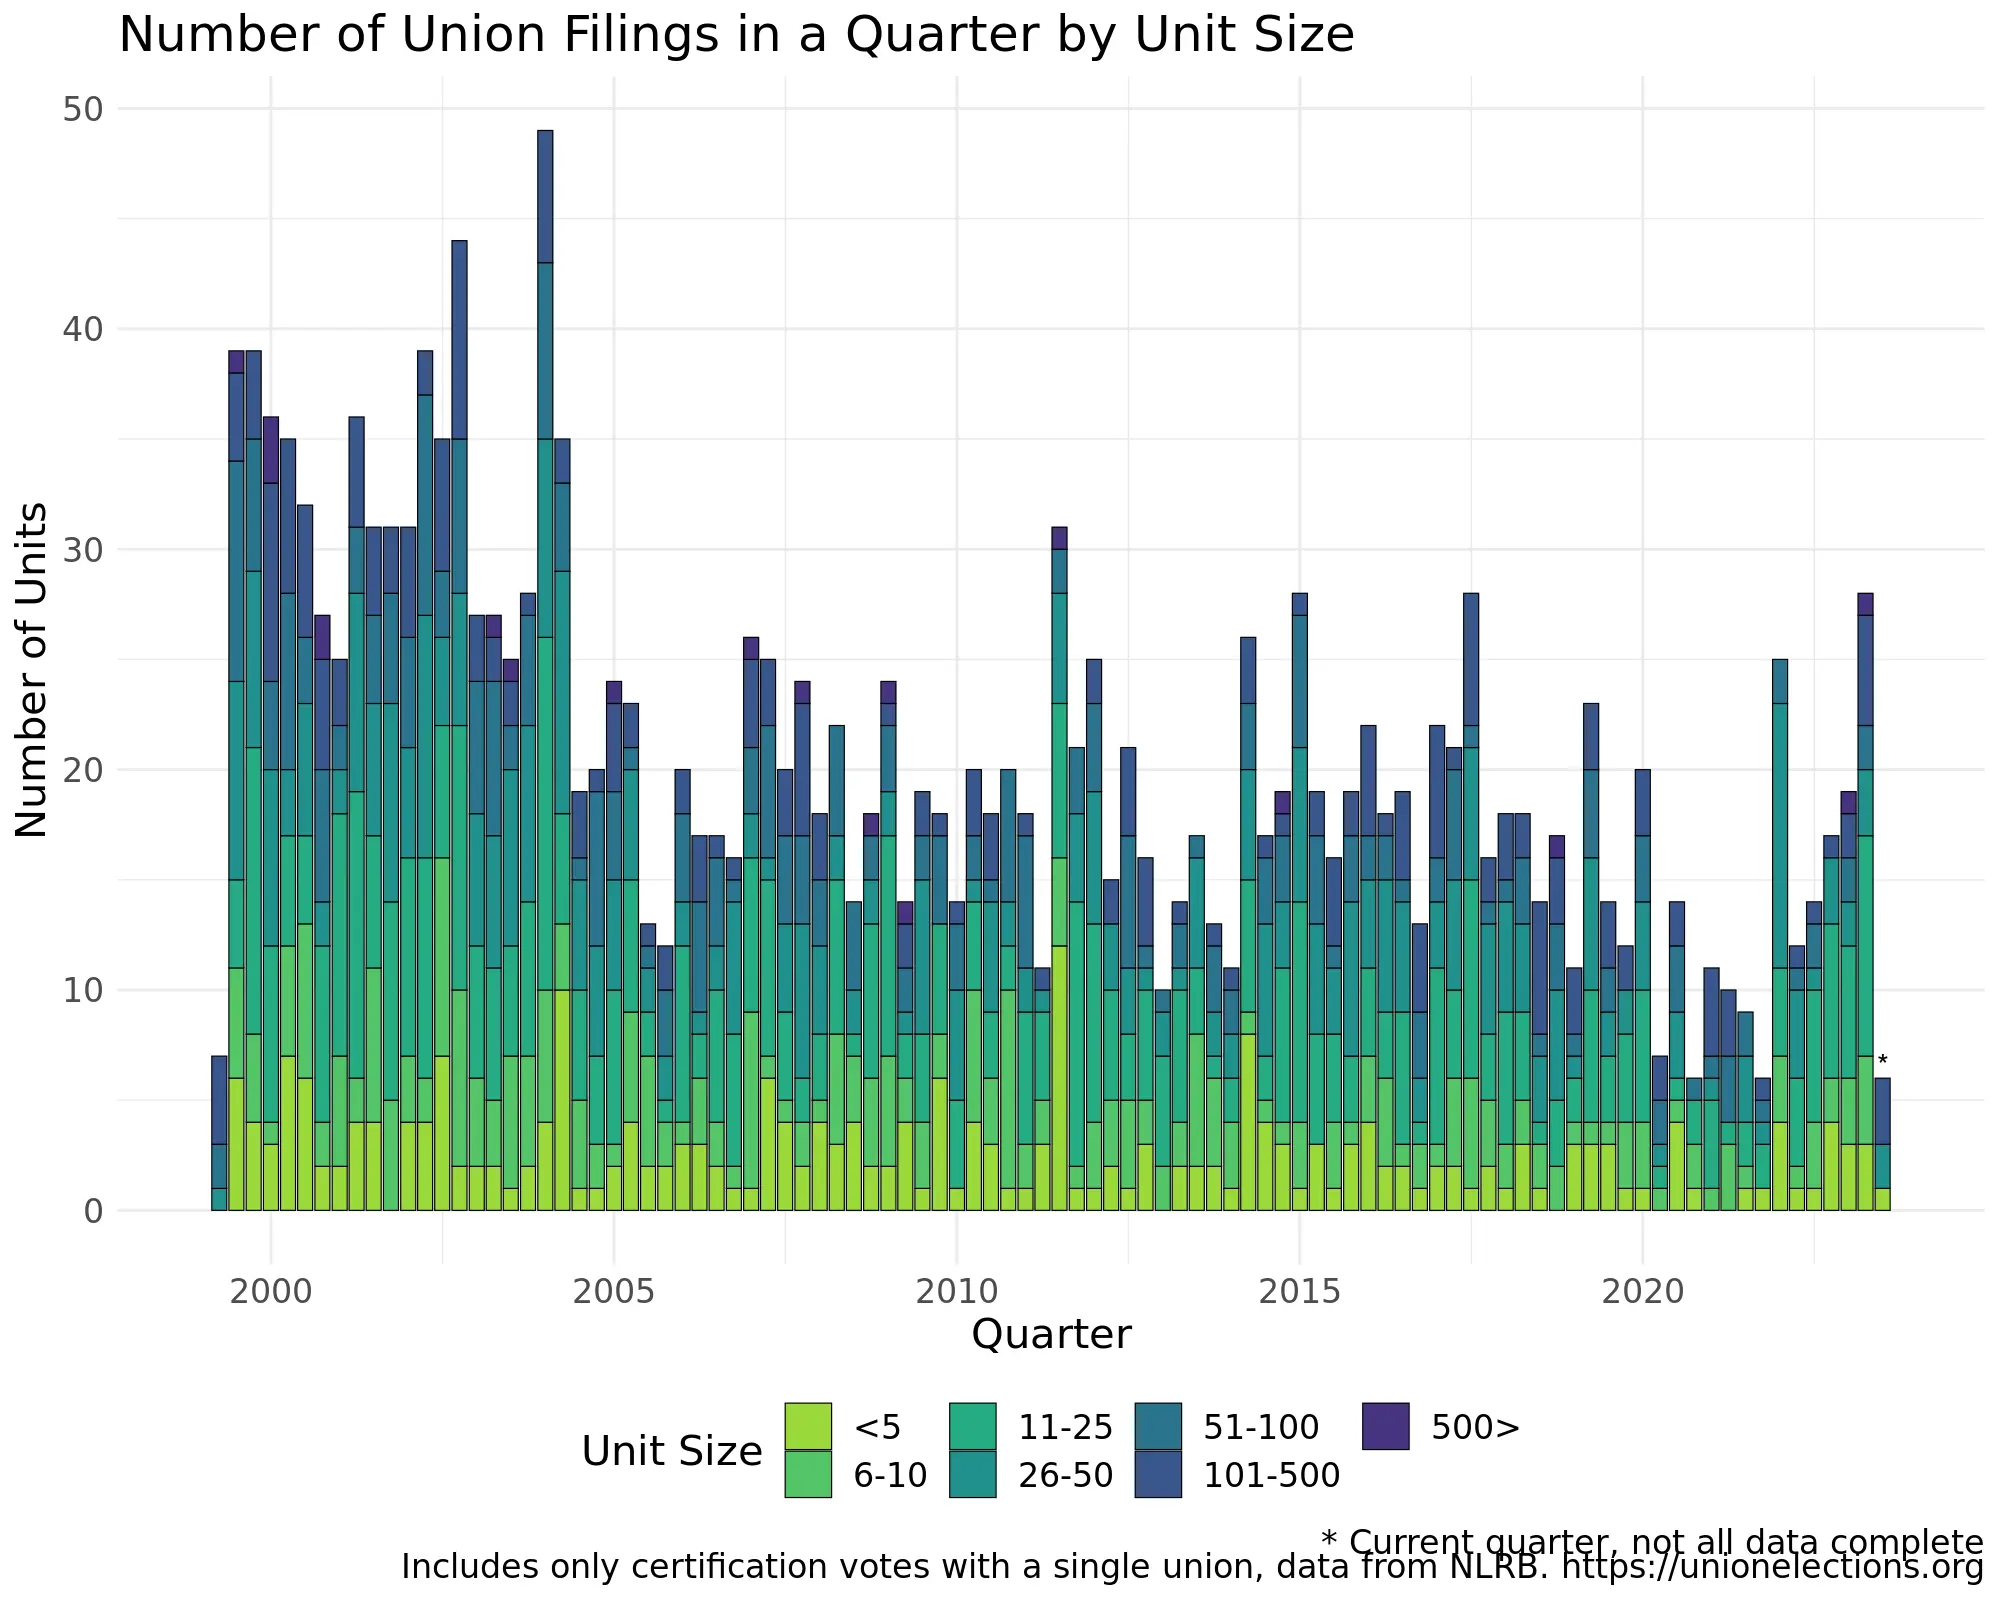 Number of Union Filings in a Quarter by Unit Size
Number of Units
50
40
30
20
10
0
*
2000 2005 2010 2015 2020
Quarter
Unit Size
<5 11-25 51-100 500>
6-10 26-50 101-500
* Current quarter, not all data complete
Includes only certification votes with a single union, data from NLRB. https://unionelections.org